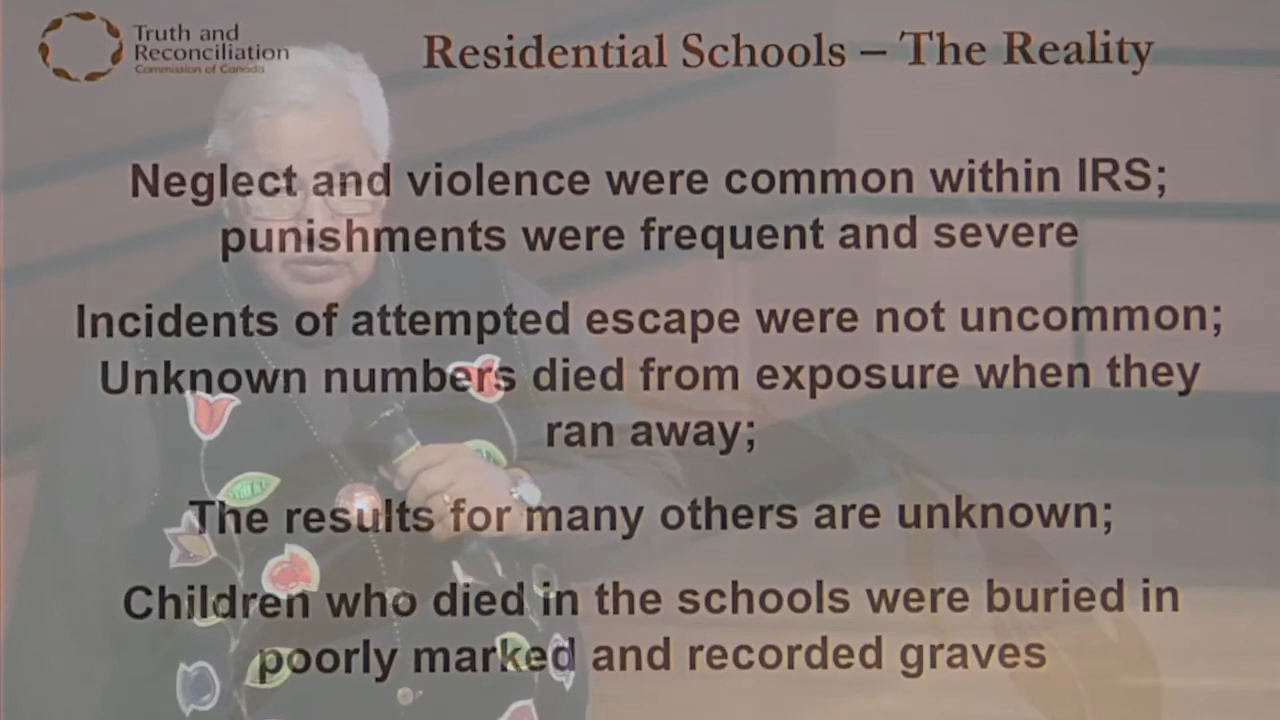 Truth and
Reconciliation
Commission of Canada
Residential Schools – The Reality
Neglect and violence were common within IRS;
punishments were frequent and severe
Incidents of attempted escape were not uncommon;
Unknown numbers died from exposure when they
ran away;
The results for many others are unknown;
Children who died in the schools were buried in
poorly marked and recorded graves